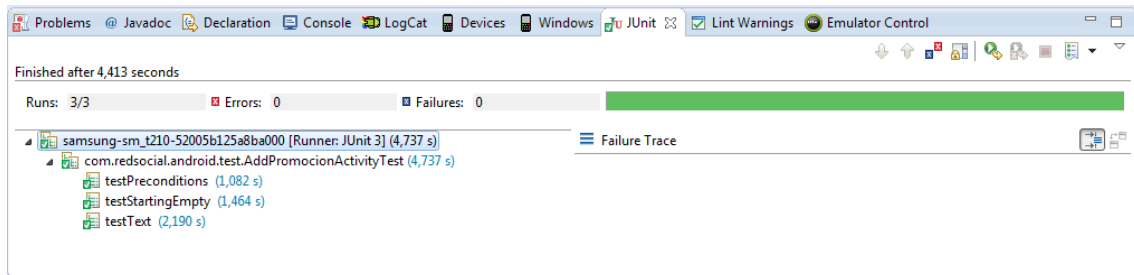 Problems @ Javadoc Declaration Console LogCat Devices Windows JUnit Lint Warnings Emulator Control
Finished after 4,413 seconds
Runs: 3/3 Errors: 0 Failures: 0
samsung-sm_t210-52005b125a8ba000 [Runner: JUnit 3] (4,737 s)
Failure Trace
com.redsocial.android.test.AddPromocionActivityTest (4,737 s)
testPreconditions (1,082 s)
testStartingEmpty (1,464 s)
testText (2,190 s)